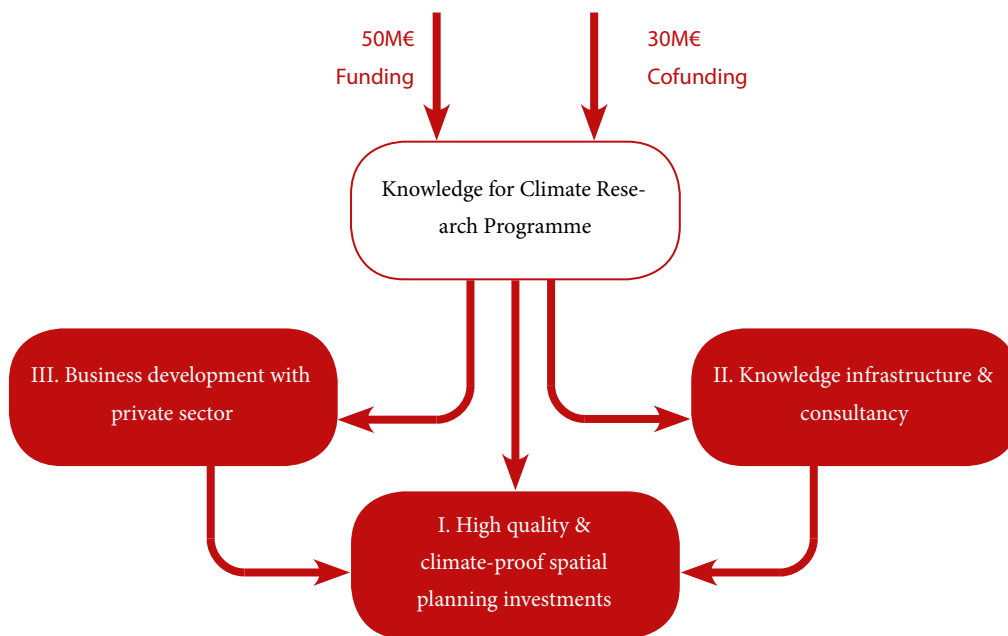 50M€
Funding
30M€
Cofunding
Knowledge for Climate Rese-
arch Programme
III. Business development with
private sector
II. Knowledge infrastructure &
consultancy
I. High quality &
climate-proof spatial
planning investments